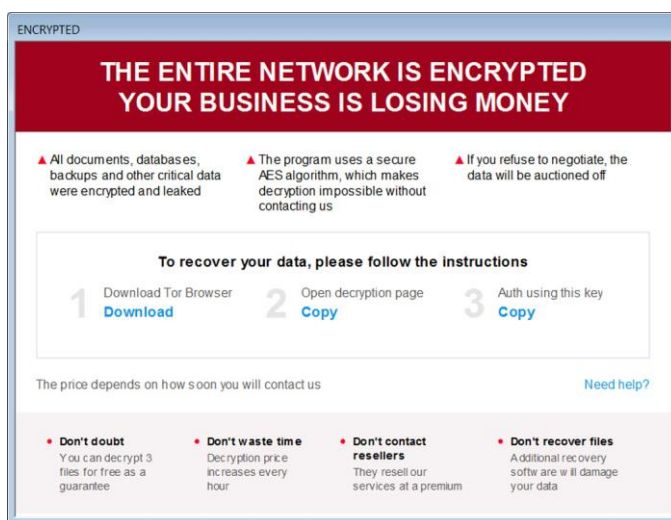 ENCRYPTED
THE ENTIRE NETWORK IS ENCRYPTED
YOUR BUSINESS IS LOSING MONEY
All documents, databases,
backups and other critical data
were encrypted and leaked
The program uses a secure
AES algorithm, which makes
decryption impossible without
contacting us
If you refuse to negotiate, the
data will be auctioned off
To recover your data, please follow the instructions
1
Download Tor Browser
Download
2
Open decryption page
Copy
3
Auth using this key
Copy
The price depends on how soon you will contact us
Need help?
Don't doubt
You can decrypt 3
files for free as a
guarantee
Don't waste time
Decryption price
increases every
hour
Don't contact
resellers
They resell our
services at a premium
Don't recover files
Additional recovery
software will damage
your data